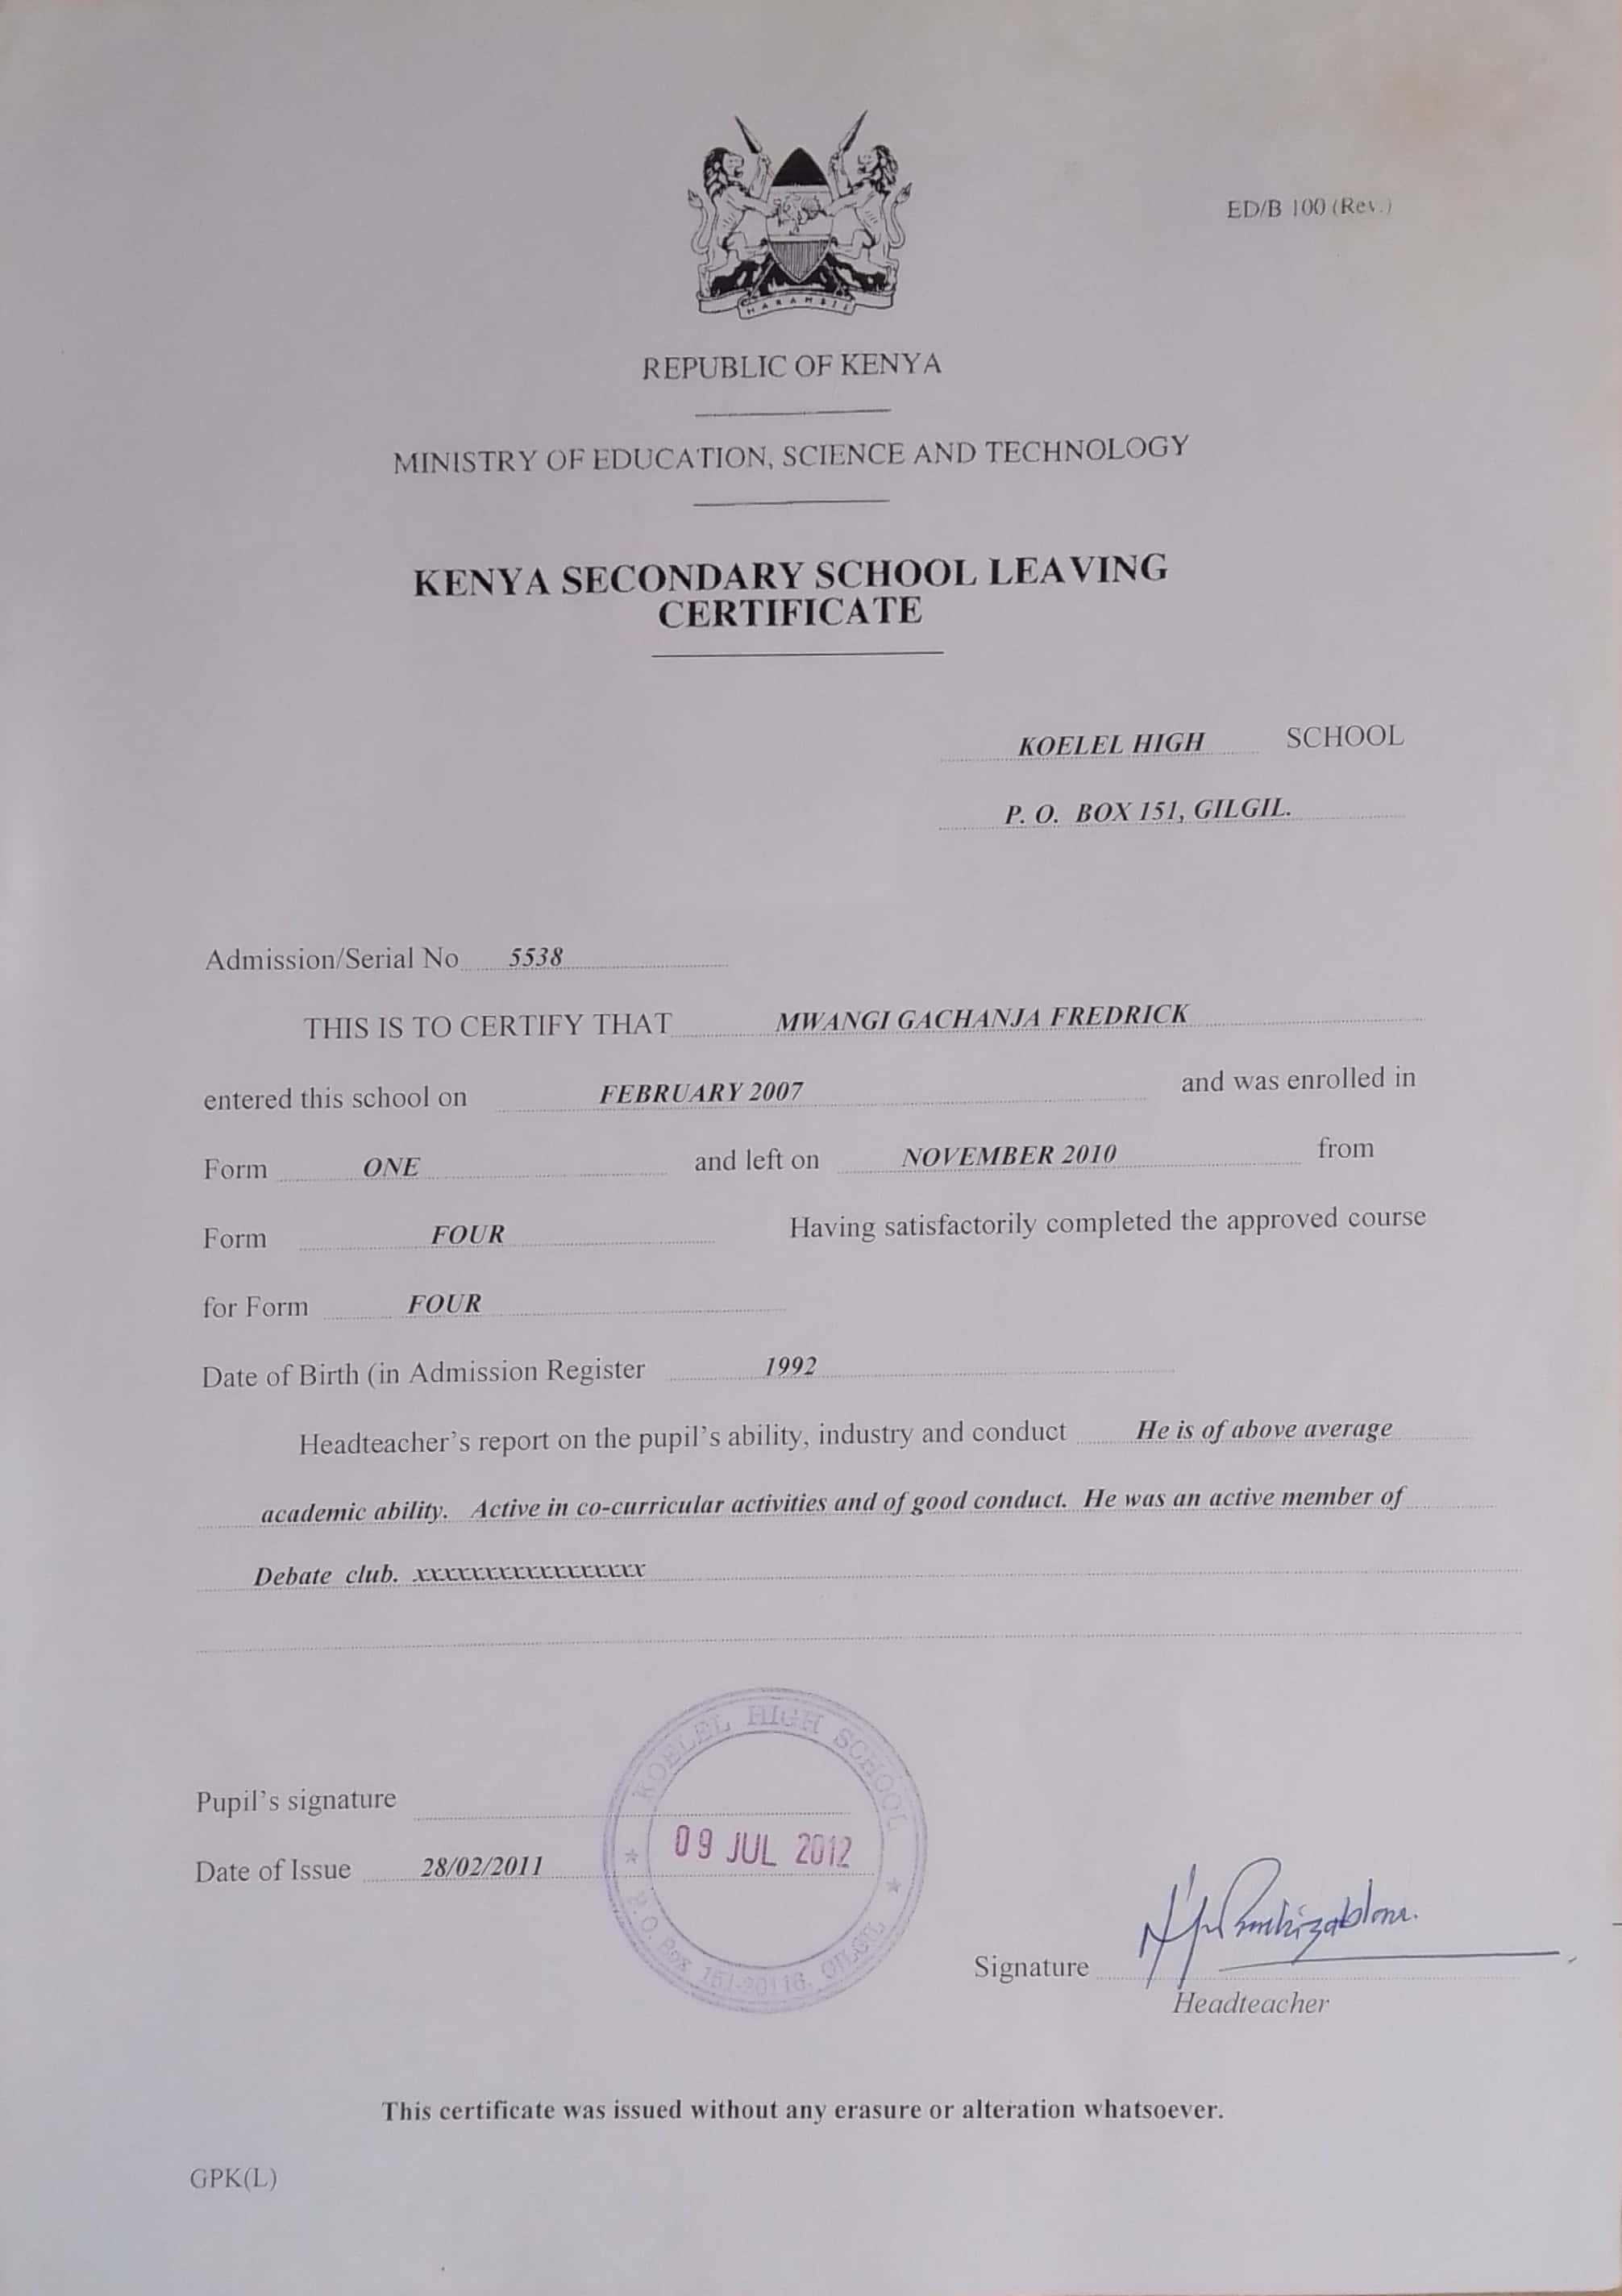 HARAMBEE
ED/B 100 (Rev.)
REPUBLIC OF KENYA
MINISTRY OF EDUCATION, SCIENCE AND TECHNOLOGY
KENYA SECONDARY SCHOOL LEAVING
CERTIFICATE
KOELEL HIGH SCHOOL
P. O. BOX 151, GILGIL.
Admission/Serial No 5538
THIS IS TO CERTIFY THAT MWANGI GACHANJA FREDRICK
entered this school on FEBRUARY 2007 and was enrolled in
Form ONE and left on NOVEMBER 2010 from
Form FOUR Having satisfactorily completed the approved course
for Form FOUR
Date of Birth (in Admission Register 1992
Headteacher's report on the pupil's ability, industry and conduct He is of above average
academic ability. Active in co-curricular activities and of good conduct. He was an active member of
Debate club. xxxxxxxxxxxxxxxxxx
KOELEL HIGH SCHOOL
Pupil's signature
09 JUL 2012
Date of Issue 28/02/2011
P. O. Box 151-20116, GILGIL
Signature
Headteacher
This certificate was issued without any erasure or alteration whatsoever.
GPK(L)